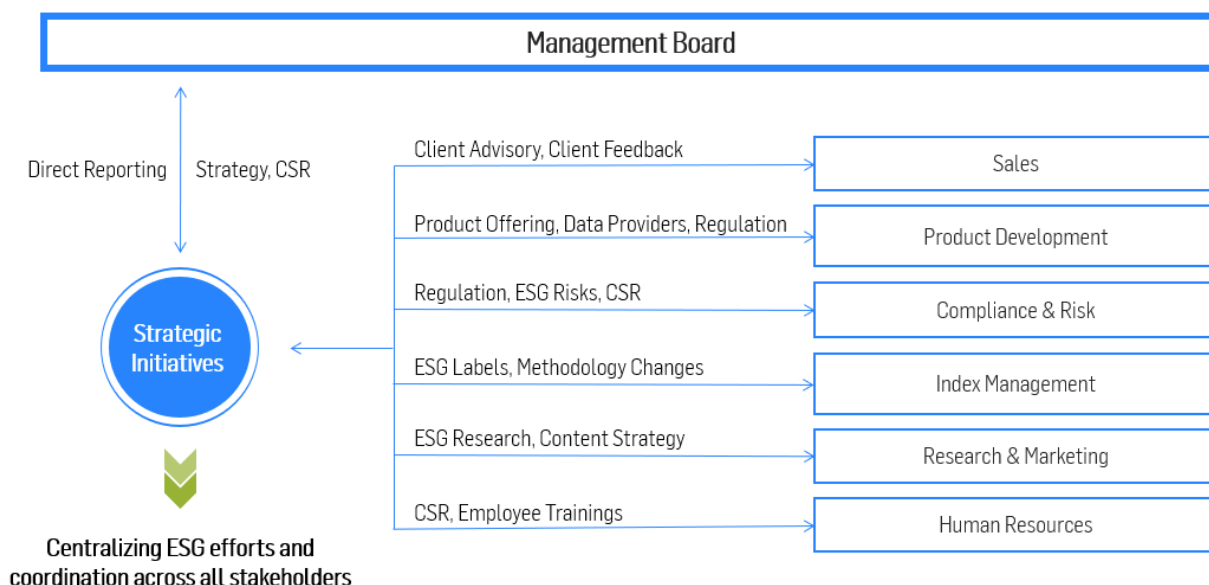 Management Board
Direct Reporting
Strategy, CSR
Client Advisory, Client Feedback
Sales
Product Offering, Data Providers, Regulation
Product Development
Regulation, ESG Risks, CSR
Compliance & Risk
Strategic
Initiatives
ESG Labels, Methodology Changes
Index Management
ESG Research, Content Strategy
Research & Marketing
CSR, Employee Trainings
Human Resources
Centralizing ESG efforts and
coordination across all stakeholders